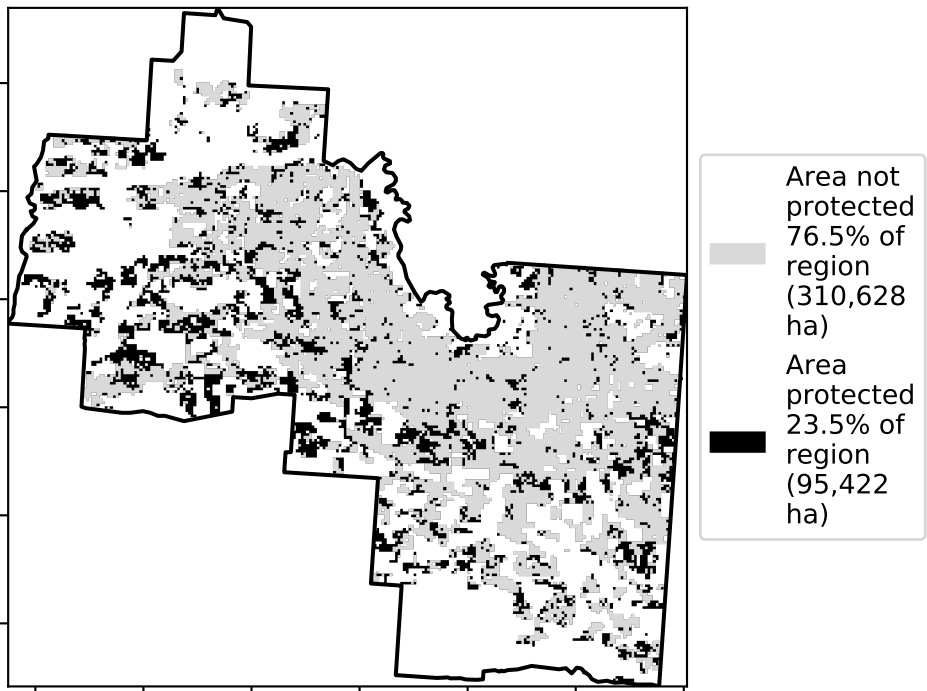 Area not
protected
76.5% of
region
(310,628
ha)
Area
protected
23.5% of
region
(95,422
ha)